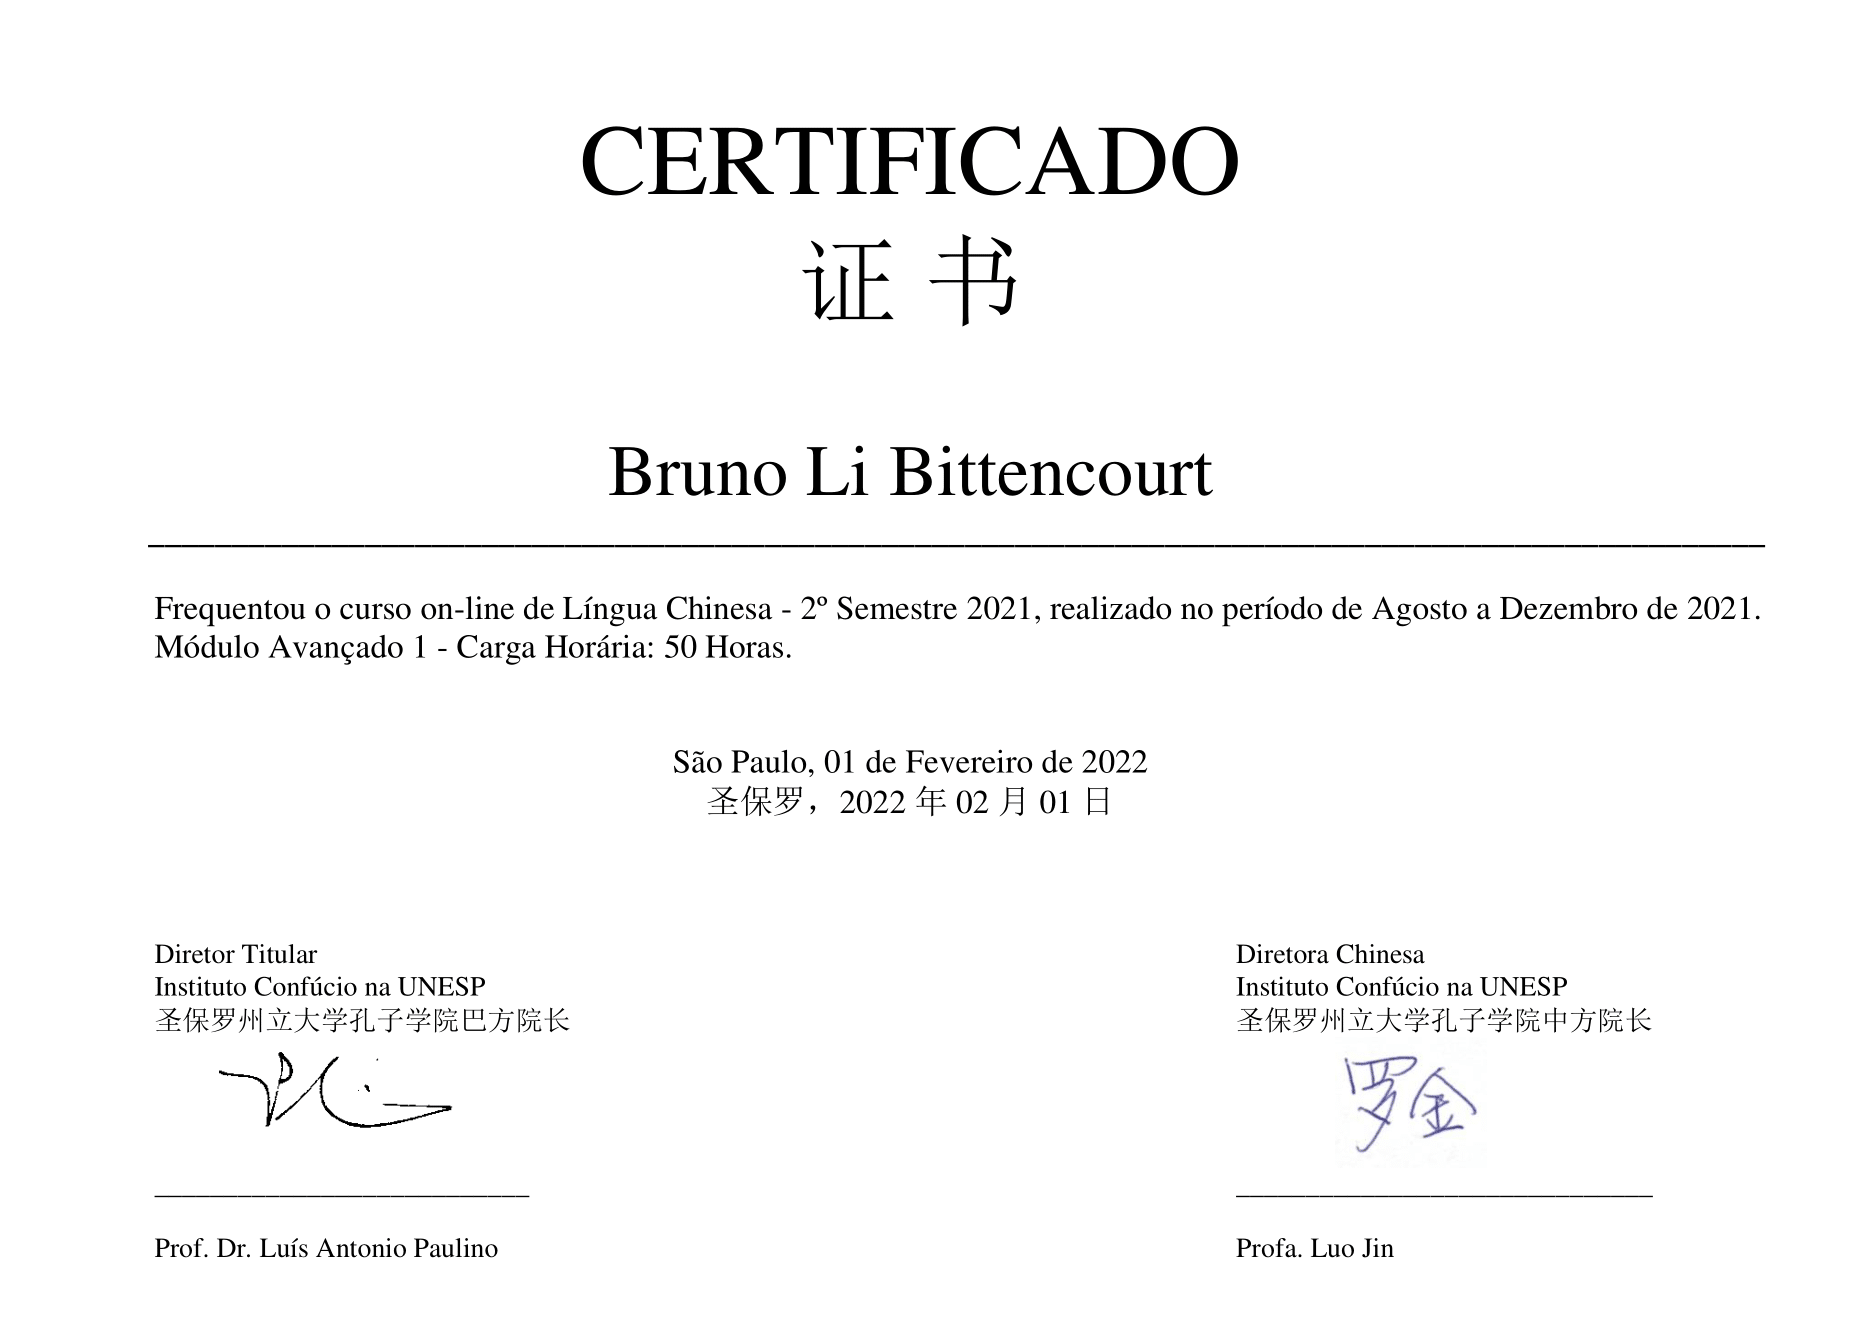 CERTIFICADO
证 书
Bruno Li Bittencourt
Frequentou o curso on-line de Língua Chinesa - 2º Semestre 2021, realizado no período de Agosto a Dezembro de 2021.
Módulo Avançado 1 - Carga Horária: 50 Horas.
São Paulo, 01 de Fevereiro de 2022
圣保罗，2022 年 02 月 01 日
Diretor Titular
Instituto Confúcio na UNESP
圣保罗州立大学孔子学院巴方院长
Prof. Dr. Luís Antonio Paulino
Diretora Chinesa
Instituto Confúcio na UNESP
圣保罗州立大学孔子学院中方院长
罗金
Profa. Luo Jin